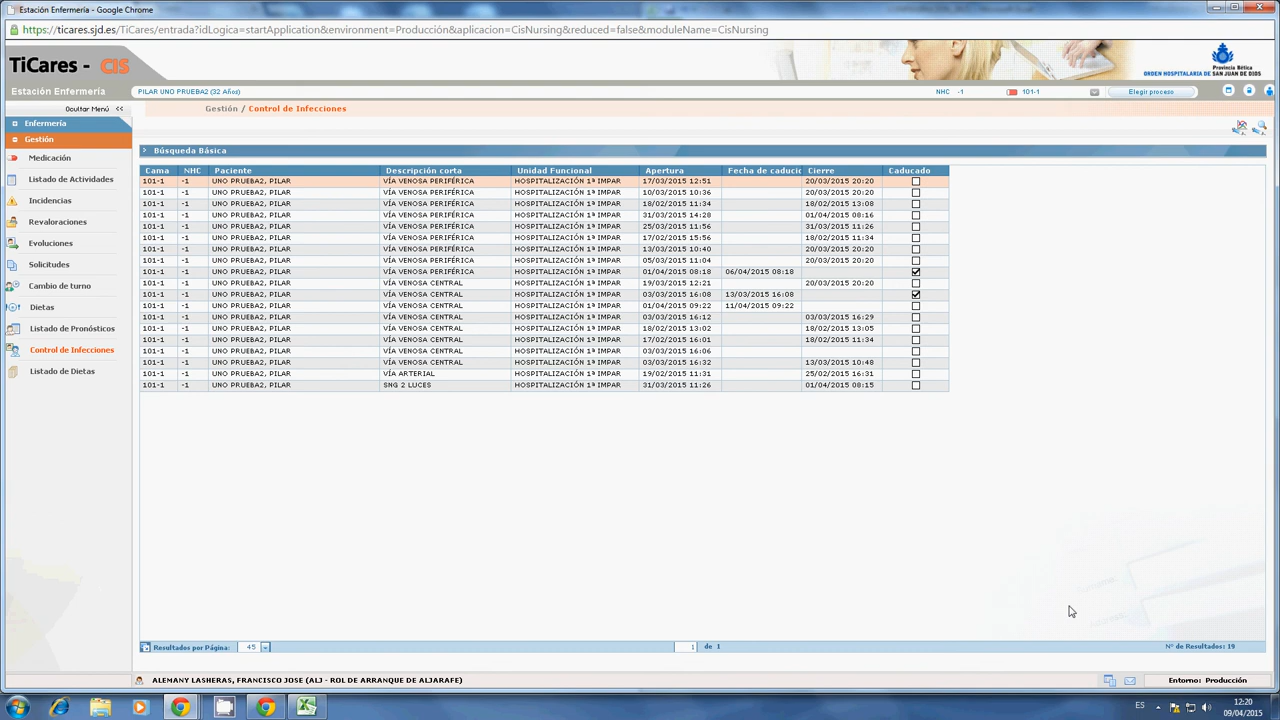 Estación Enfermería - Google Chrome
https://ticares.sjd.es/TiCares/entrada?idLogica=startApplication&environment=Producción&aplicacion=CisNursing&reduced=false&moduleName=CisNursing
TiCares - CIS
Provincia Bética
ORDEN HOSPITALARIA DE SAN JUAN DE DIOS
Estación Enfermería
PILAR UNO PRUEBA2 (32 Años) NHC -1 101-1 Elegir proceso
Ocultar Menú <<
Gestión / Control de Infecciones
Enfermería
Gestión
Medicación
Listado de Actividades
Incidencias
Revaloraciones
Evoluciones
Solicitudes
Cambio de turno
Dietas
Listado de Pronósticos
Control de Infecciones
Listado de Dietas
Búsqueda Básica
Cama NHC Paciente Descripción corta Unidad Funcional Apertura Fecha de caducic Cierre Caducado
101-1 -1 UNO PRUEBA2, PILAR VÍA VENOSA PERIFÉRICA HOSPITALIZACIÓN 1ª IMPAR 17/03/2015 12:51 20/03/2015 20:20
101-1 -1 UNO PRUEBA2, PILAR VÍA VENOSA PERIFÉRICA HOSPITALIZACIÓN 1ª IMPAR 10/03/2015 10:36 20/03/2015 20:20
101-1 -1 UNO PRUEBA2, PILAR VÍA VENOSA PERIFÉRICA HOSPITALIZACIÓN 1ª IMPAR 18/02/2015 11:34 18/02/2015 13:08
101-1 -1 UNO PRUEBA2, PILAR VÍA VENOSA PERIFÉRICA HOSPITALIZACIÓN 1ª IMPAR 31/03/2015 14:28 01/04/2015 08:16
101-1 -1 UNO PRUEBA2, PILAR VÍA VENOSA PERIFÉRICA HOSPITALIZACIÓN 1ª IMPAR 25/03/2015 11:56 31/03/2015 11:26
101-1 -1 UNO PRUEBA2, PILAR VÍA VENOSA PERIFÉRICA HOSPITALIZACIÓN 1ª IMPAR 17/02/2015 15:56 18/02/2015 11:34
101-1 -1 UNO PRUEBA2, PILAR VÍA VENOSA PERIFÉRICA HOSPITALIZACIÓN 1ª IMPAR 13/03/2015 10:40 20/03/2015 20:20
101-1 -1 UNO PRUEBA2, PILAR VÍA VENOSA PERIFÉRICA HOSPITALIZACIÓN 1ª IMPAR 05/03/2015 11:04 20/03/2015 20:20
101-1 -1 UNO PRUEBA2, PILAR VÍA VENOSA PERIFÉRICA HOSPITALIZACIÓN 1ª IMPAR 01/04/2015 08:18 06/04/2015 08:18
101-1 -1 UNO PRUEBA2, PILAR VÍA VENOSA CENTRAL HOSPITALIZACIÓN 1ª IMPAR 19/03/2015 12:21 20/03/2015 20:20
101-1 -1 UNO PRUEBA2, PILAR VÍA VENOSA CENTRAL HOSPITALIZACIÓN 1ª IMPAR 03/03/2015 16:08 13/03/2015 16:08
101-1 -1 UNO PRUEBA2, PILAR VÍA VENOSA CENTRAL HOSPITALIZACIÓN 1ª IMPAR 01/04/2015 09:22 11/04/2015 09:22
101-1 -1 UNO PRUEBA2, PILAR VÍA VENOSA CENTRAL HOSPITALIZACIÓN 1ª IMPAR 03/03/2015 16:12 03/03/2015 16:29
101-1 -1 UNO PRUEBA2, PILAR VÍA VENOSA CENTRAL HOSPITALIZACIÓN 1ª IMPAR 18/02/2015 13:02 18/02/2015 13:05
101-1 -1 UNO PRUEBA2, PILAR VÍA VENOSA CENTRAL HOSPITALIZACIÓN 1ª IMPAR 17/02/2015 16:01 18/02/2015 11:34
101-1 -1 UNO PRUEBA2, PILAR VÍA VENOSA CENTRAL HOSPITALIZACIÓN 1ª IMPAR 03/03/2015 16:06
101-1 -1 UNO PRUEBA2, PILAR VÍA VENOSA CENTRAL HOSPITALIZACIÓN 1ª IMPAR 03/03/2015 16:32 13/03/2015 10:48
101-1 -1 UNO PRUEBA2, PILAR VÍA ARTERIAL HOSPITALIZACIÓN 1ª IMPAR 19/02/2015 11:31 25/02/2015 16:31
101-1 -1 UNO PRUEBA2, PILAR SNG 2 LUCES HOSPITALIZACIÓN 1ª IMPAR 31/03/2015 11:26 01/04/2015 08:15
Resultados por Página: 45 1 de 1 Nº de Resultados: 19
ALEMANY LASHERAS, FRANCISCO JOSE (ALJ - ROL DE ARRANQUE DE ALJARAFE) Entorno: Producción
ES 12:20
09/04/2015